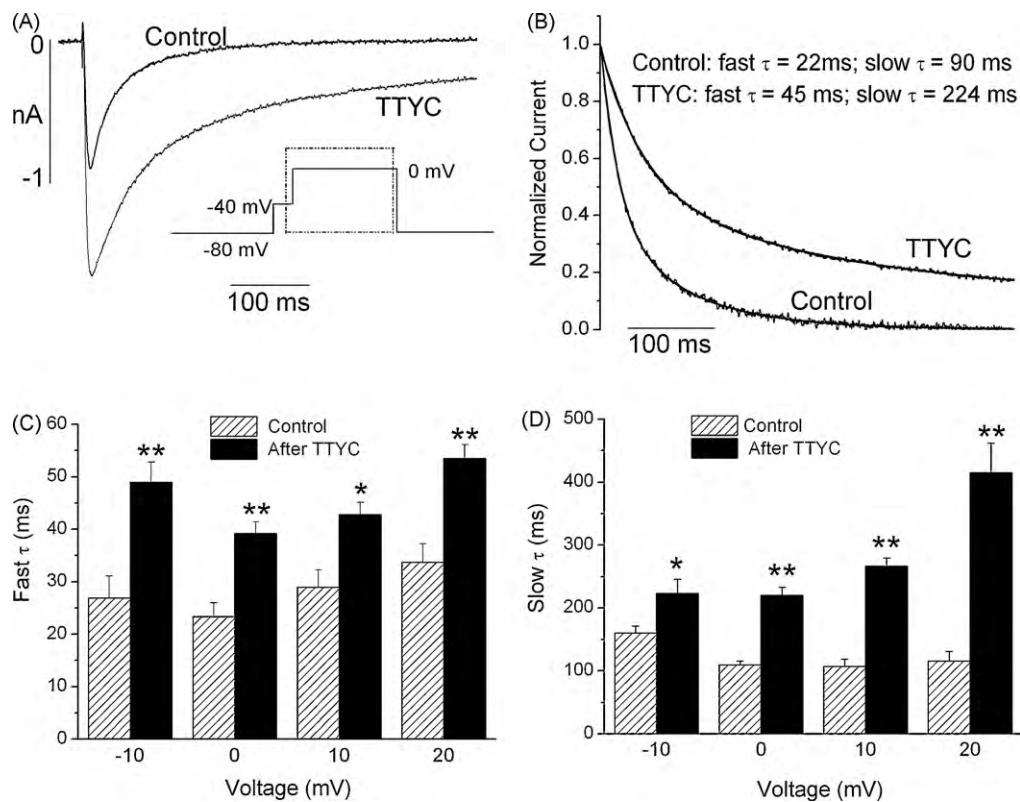 (A)
Control
0
nA
-1
TTYC
0 mV
-40 mV
-80 mV
100 ms
(B)
1.0
0.8
0.6
0.4
0.2
0.0
Normalized Current
Control: fast τ = 22ms; slow τ = 90 ms
TTYC: fast τ = 45 ms; slow τ = 224 ms
TTYC
Control
100 ms
(C)
60
50
40
30
20
10
0
Fast τ (ms)
Control
After TTYC
**
**
*
**
-10
0
10
20
Voltage (mV)
(D)
500
400
300
200
100
0
Slow τ (ms)
Control
After TTYC
*
**
**
**
-10
0
10
20
Voltage (mV)